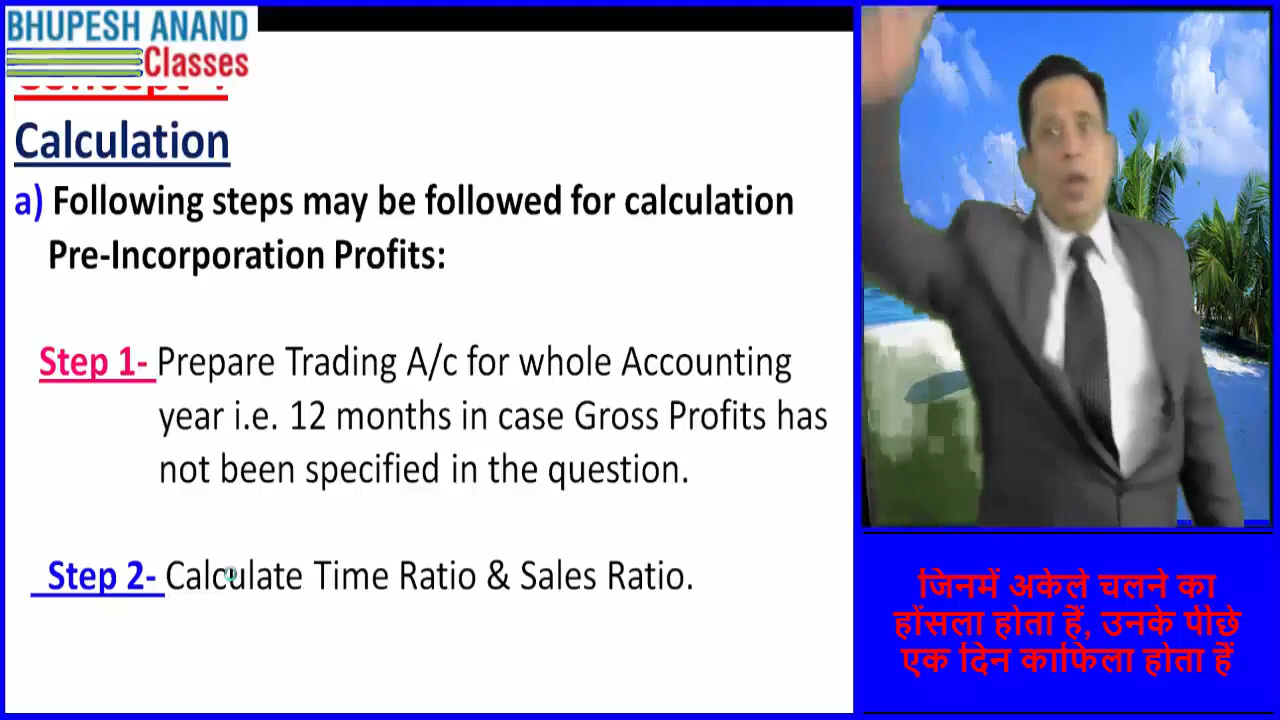 BHUPESH ANAND
Classes
Calculation
a) Following steps may be followed for calculation
Pre-Incorporation Profits:
Step 1- Prepare Trading A/c for whole Accounting
year i.e. 12 months in case Gross Profits has
not been specified in the question.
Step 2- Calculate Time Ratio & Sales Ratio.
जिनमें अकेले चलने का
होंसला होता हैं, उनके पीछे
एक दिन काफिला होता हैं